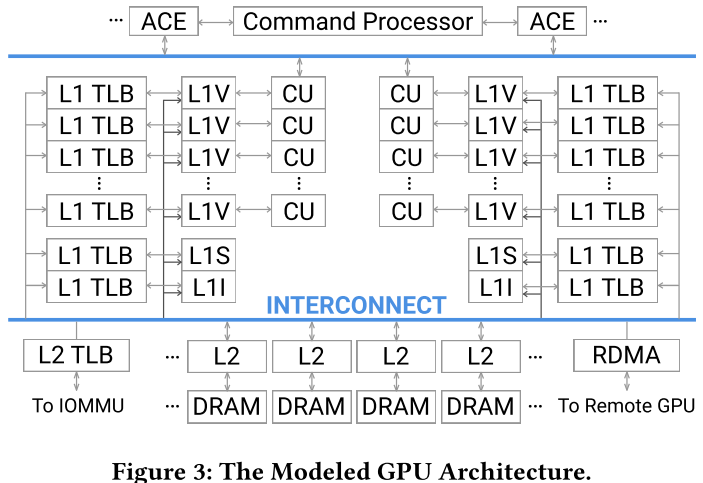 ... ACE Command Processor ACE ...
L1 TLB L1V CU CU L1V L1 TLB
L1 TLB L1V CU CU L1V L1 TLB
L1 TLB L1V CU CU L1V L1 TLB
L1 TLB L1V CU CU L1V L1 TLB
L1 TLB L1S L1S L1 TLB
L1 TLB L1I L1I L1 TLB
INTERCONNECT
L2 TLB ... L2 L2 L2 L2 ... RDMA
To IOMMU ... DRAM DRAM DRAM DRAM ... To Remote GPU
Figure 3: The Modeled GPU Architecture.